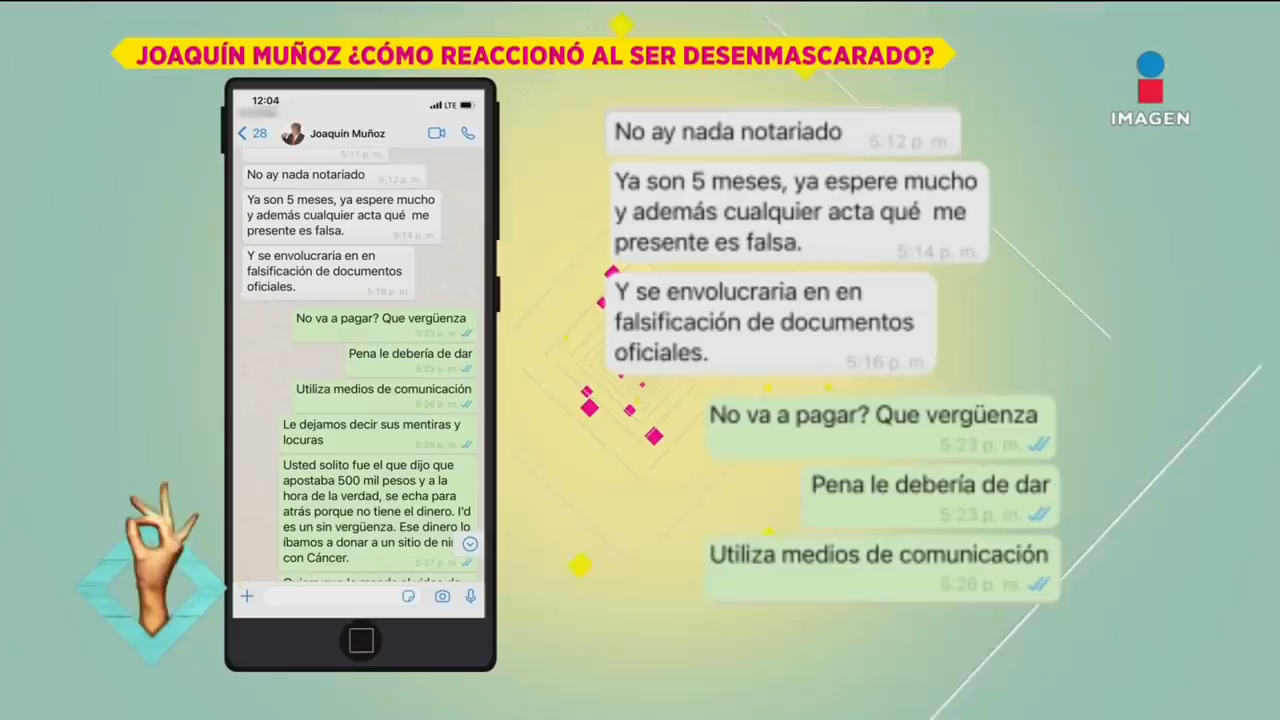 JOAQUÍN MUÑOZ ¿CÓMO REACCIONÓ AL SER DESENMASCARADO?
IMAGEN
12:04
LTE
28
Joaquin Muñoz
5:11 p. m.
No ay nada notariado
5:12 p. m.
Ya son 5 meses, ya espere mucho
y además cualquier acta qué me
presente es falsa.
5:14 p. m.
Y se envolucraria en en
falsificación de documentos
oficiales.
5:16 p. m.
No va a pagar? Que vergüenza
5:23 p. m.
Pena le debería de dar
5:23 p. m.
Utiliza medios de comunicación
5:26 p. m.
Le dejamos decir sus mentiras y
locuras
5:26 p. m.
Usted solito fue el que dijo que
apostaba 500 mil pesos y a la
hora de la verdad, se echa para
atrás porque no tiene el dinero. I'd
es un sin vergüenza. Ese dinero lo
íbamos a donar a un sitio de
con Cáncer.
5:27 p. m.
No ay nada notariado
5:12 p. m.
Ya son 5 meses, ya espere mucho
y además cualquier acta qué me
presente es falsa.
5:14 p. m.
Y se envolucraria en en
falsificación de documentos
oficiales.
5:16 p. m.
No va a pagar? Que vergüenza
5:23 p. m.
Pena le debería de dar
5:23 p. m.
Utiliza medios de comunicación
5:26 p. m.